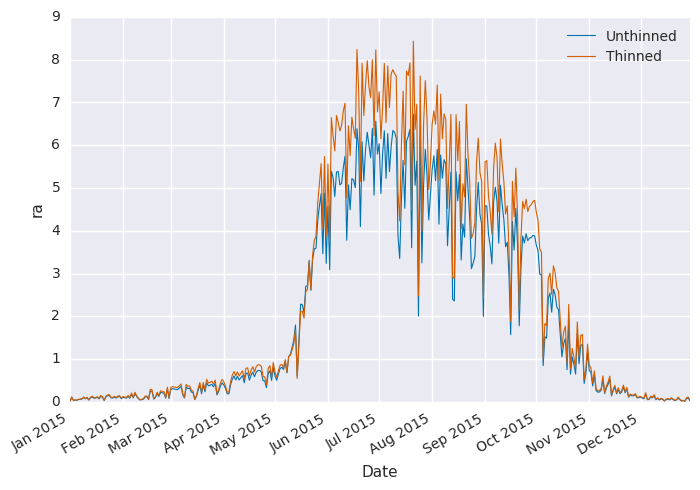 9
8
7
6
5
4
3
2
1
0
ra
Unthinned
Thinned
Jan 2015
Feb 2015
Mar 2015
Apr 2015
May 2015
Jun 2015
Jul 2015
Aug 2015
Sep 2015
Oct 2015
Nov 2015
Dec 2015
Date